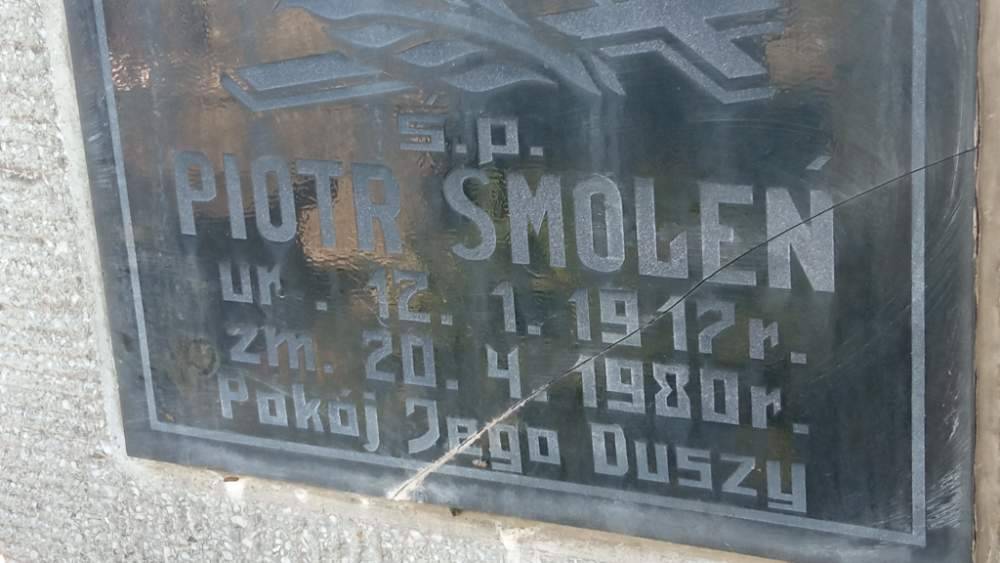 ś.p.
PIOTR SMOLEŃ
ur. 12. 1. 1917 r.
zm. 20. 4. 1980 r.
Pokój Jego Duszy